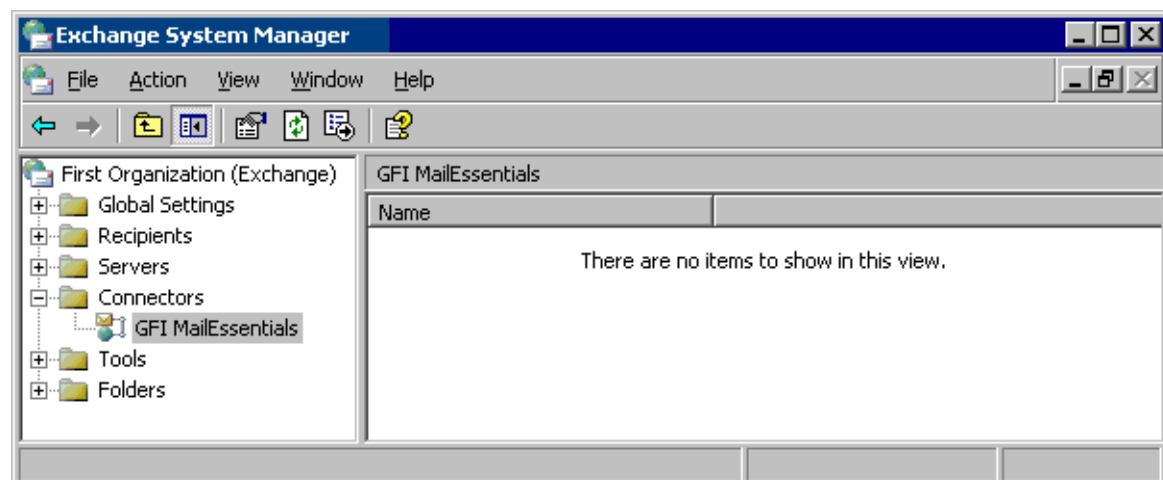 Exchange System Manager
File Action View Window Help
First Organization (Exchange)
Global Settings
Recipients
Servers
Connectors
GFI MailEssentials
Tools
Folders
GFI MailEssentials
Name
There are no items to show in this view.